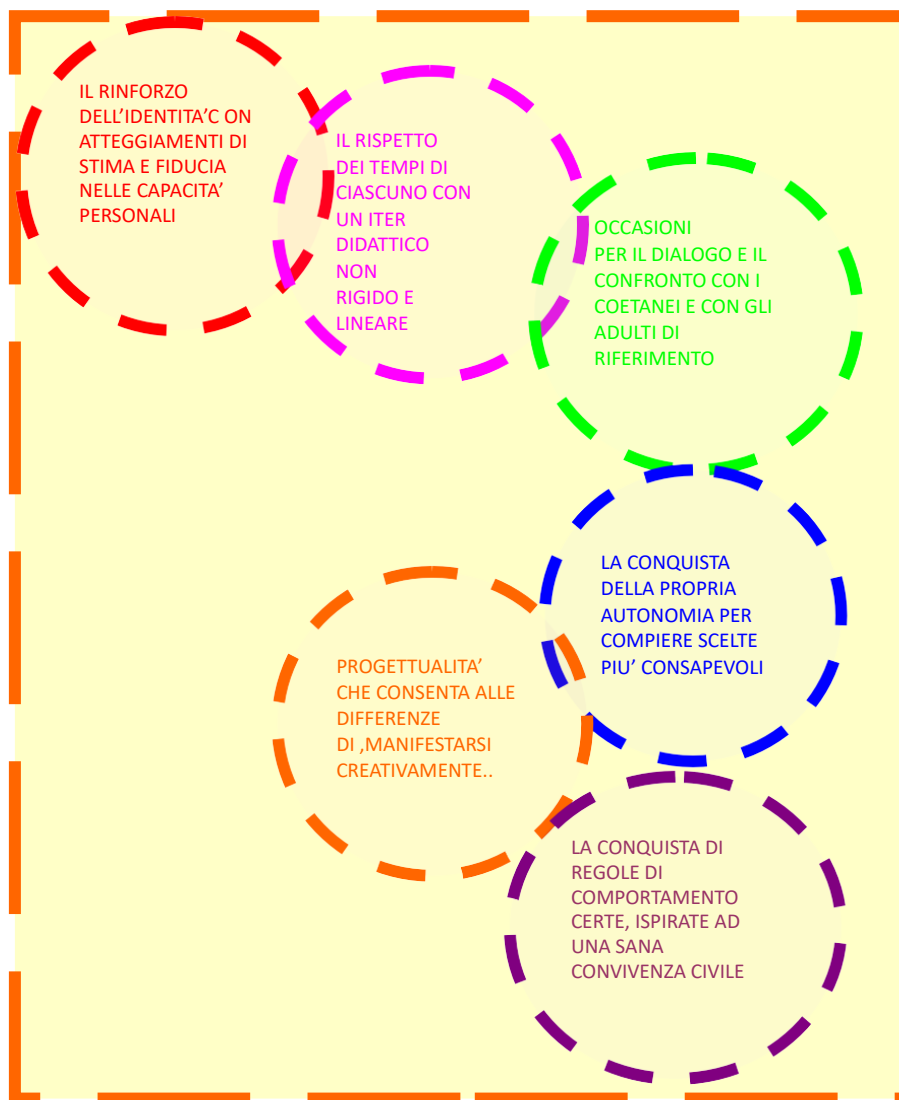 IL RINFORZO
DELL’IDENTITA’C ON
ATTEGGIAMENTI DI
STIMA E FIDUCIA
NELLE CAPACITA’
PERSONALI
IL RISPETTO
DEI TEMPI DI
CIASCUNO CON
UN ITER
DIDATTICO
NON
RIGIDO E
LINEARE
OCCASIONI
PER IL DIALOGO E IL
CONFRONTO CON I
COETANEI E CON GLI
ADULTI DI
RIFERIMENTO
LA CONQUISTA
DELLA PROPRIA
AUTONOMIA PER
COMPIERE SCELTE
PIU’ CONSAPEVOLI
PROGETTUALITA’
CHE CONSENTA ALLE
DIFFERENZE
DI ,MANIFESTARSI
CREATIVAMENTE..
LA CONQUISTA DI
REGOLE DI
COMPORTAMENTO
CERTE, ISPIRATE AD
UNA SANA
CONVIVENZA CIVILE